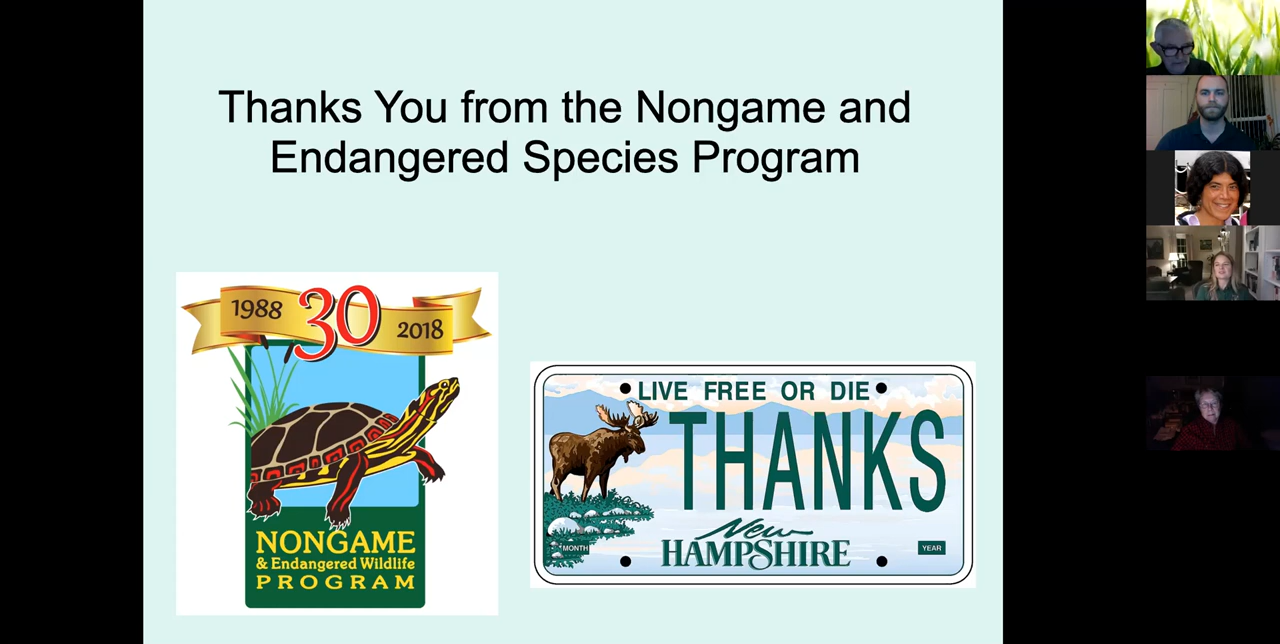 Thanks You from the Nongame and
Endangered Species Program
1988 30 2018
NONGAME
& Endangered Wildlife
PROGRAM
LIVE FREE OR DIE
THANKS
New
HAMPSHIRE
MONTH
YEAR